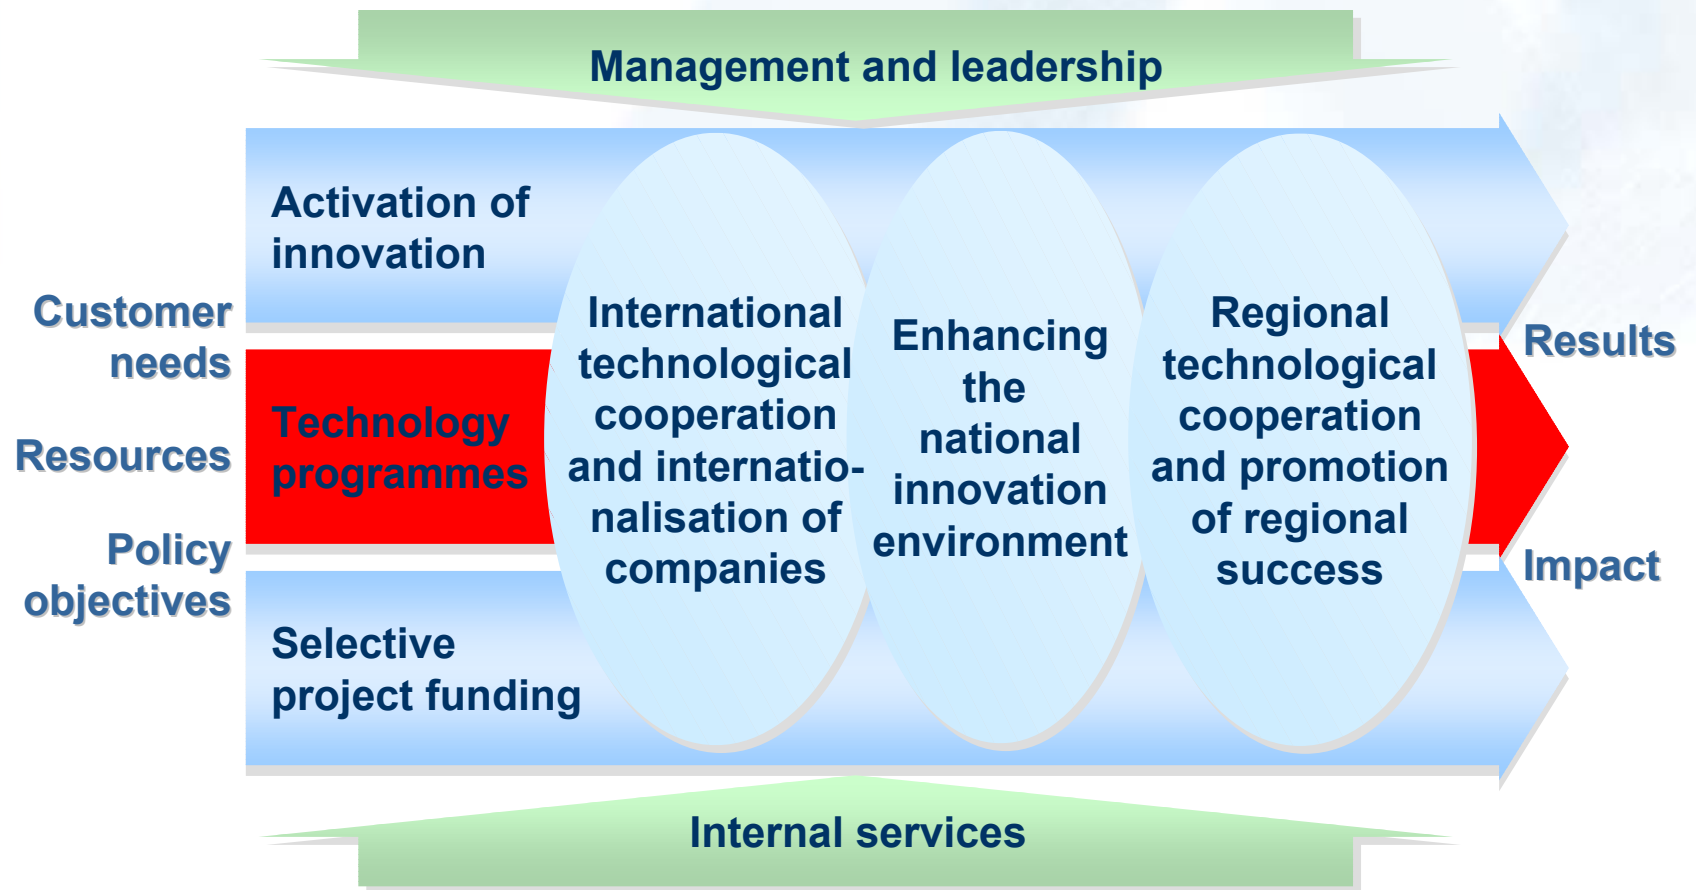 Management and leadership
Activation of
innovation
Customer
needs
Resources
Policy
objectives
Technology
programmes
Selective
project funding
International
technological
cooperation
and internatio-
nalisation of
companies
Enhancing
the
national
innovation
environment
Regional
technological
cooperation
and promotion
of regional
success
Results
Impact
Internal services